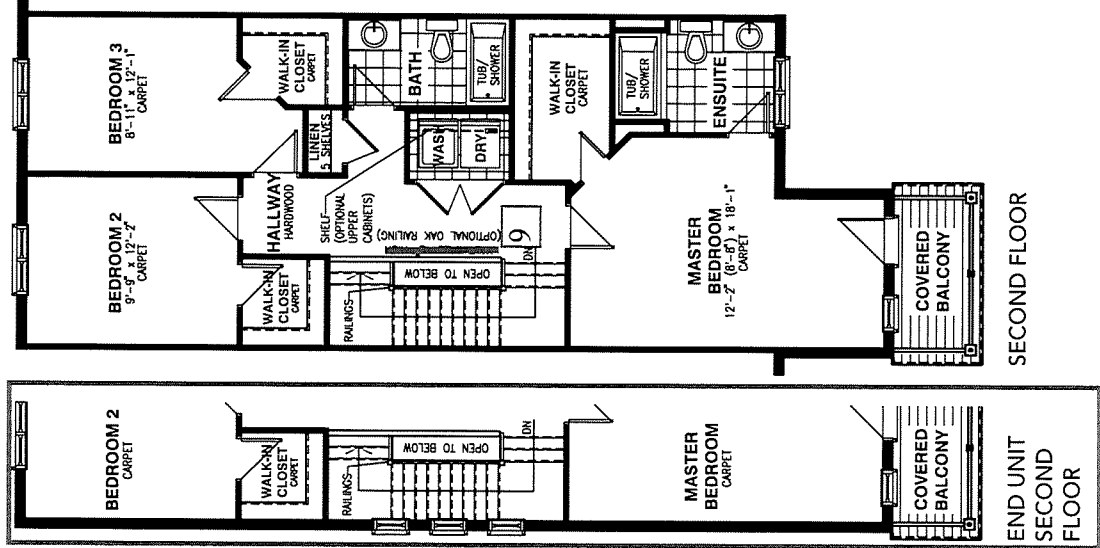 BEDROOM 3
8'-11" x 12'-1"
CARPET
WALK-IN
CLOSET
CARPET
BATH
TUB/
SHOWER
WALK-IN
CLOSET
CARPET
TUB/
SHOWER
ENSUITE
LINEN
5 SHELVES
WASH
DRY
BEDROOM 2
9'-9" x 12'-2"
CARPET
HALLWAY
HARDWOOD
SHELF
(OPTIONAL
UPPER
CABINETS)
(OPTIONAL OAK RAILING)
9
DN
WALK-IN
CLOSET
CARPET
RAILINGS
OPEN TO BELOW
MASTER
BEDROOM
12'-2" (8'-8") x 18'-1"
CARPET
COVERED
BALCONY
SECOND FLOOR
BEDROOM 2
CARPET
WALK-IN
CLOSET
CARPET
RAILINGS
OPEN TO BELOW
DN
MASTER
BEDROOM
CARPET
COVERED
BALCONY
END UNIT
SECOND
FLOOR